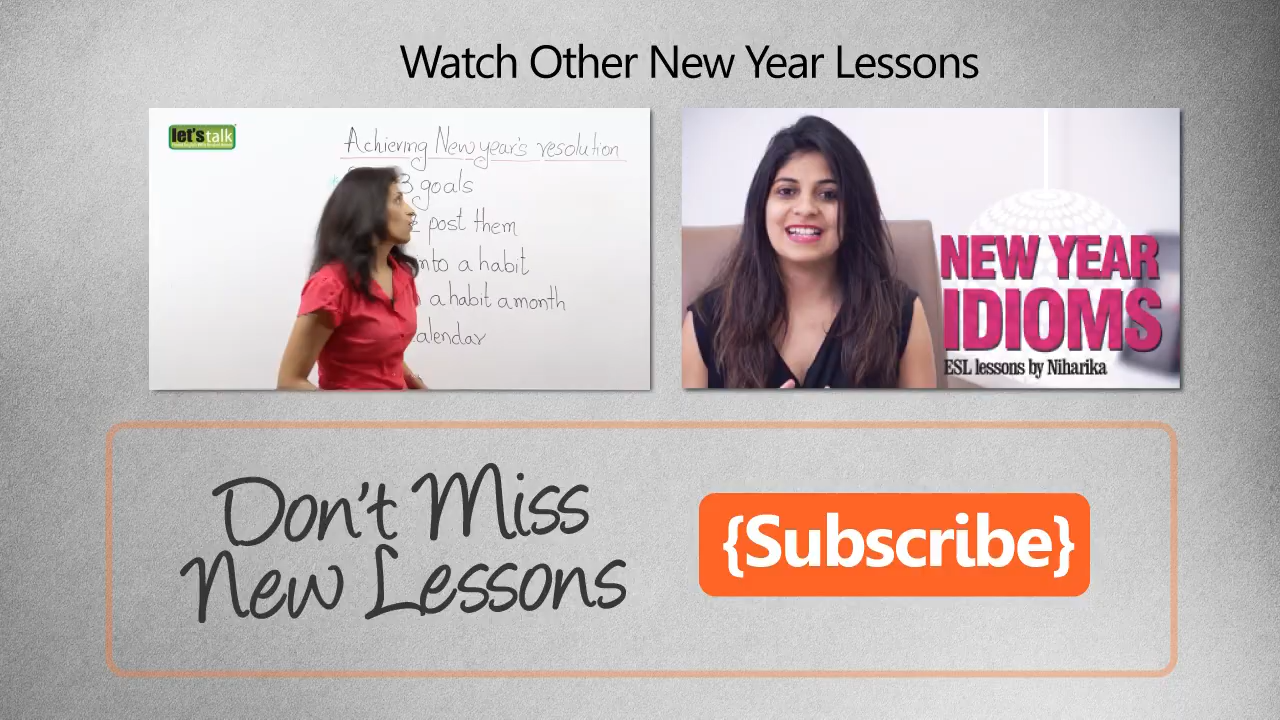 Watch Other New Year Lessons
let's talk
Achieving New year's resolution
3 goals
post them
a habit
a habit a month
NEW YEAR
IDIOMS
ESL lessons by Niharika
Don't Miss
New Lessons
{Subscribe}